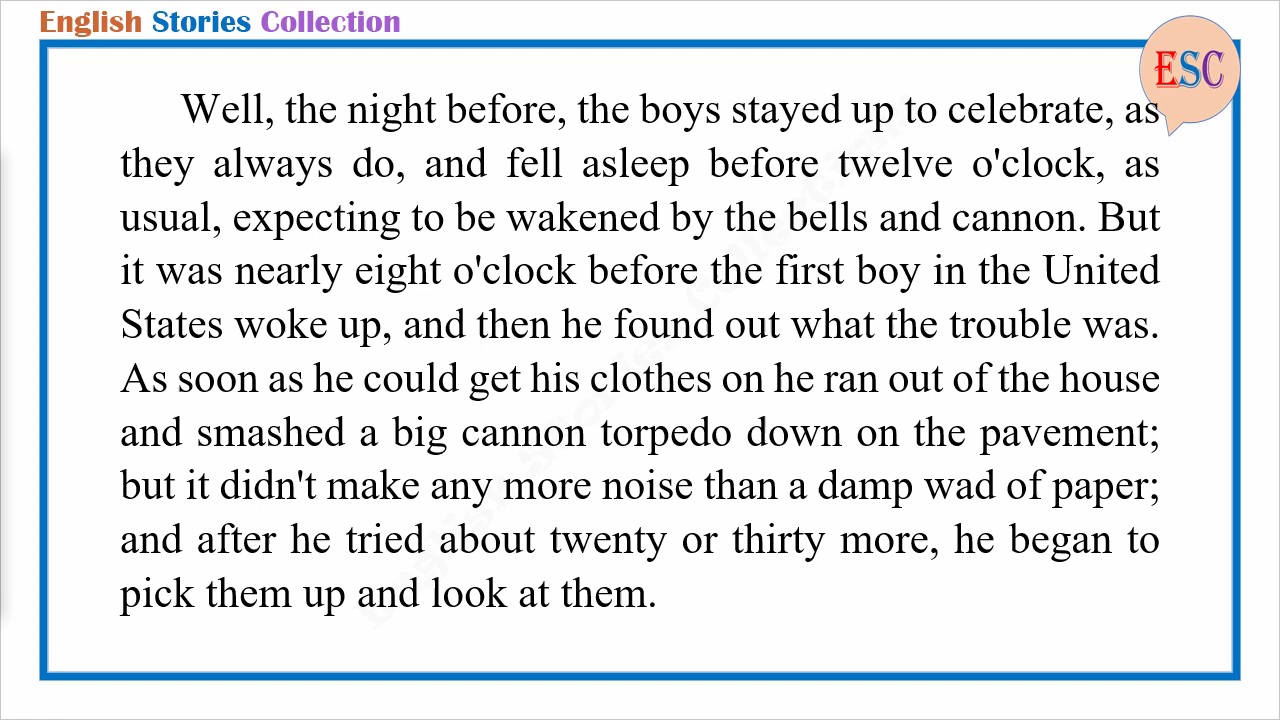 English Stories Collection
ESC
Well, the night before, the boys stayed up to celebrate, as
they always do, and fell asleep before twelve o'clock, as
usual, expecting to be wakened by the bells and cannon. But
it was nearly eight o'clock before the first boy in the United
States woke up, and then he found out what the trouble was.
As soon as he could get his clothes on he ran out of the house
and smashed a big cannon torpedo down on the pavement;
but it didn't make any more noise than a damp wad of paper;
and after he tried about twenty or thirty more, he began to
pick them up and look at them.
English Stories Collection